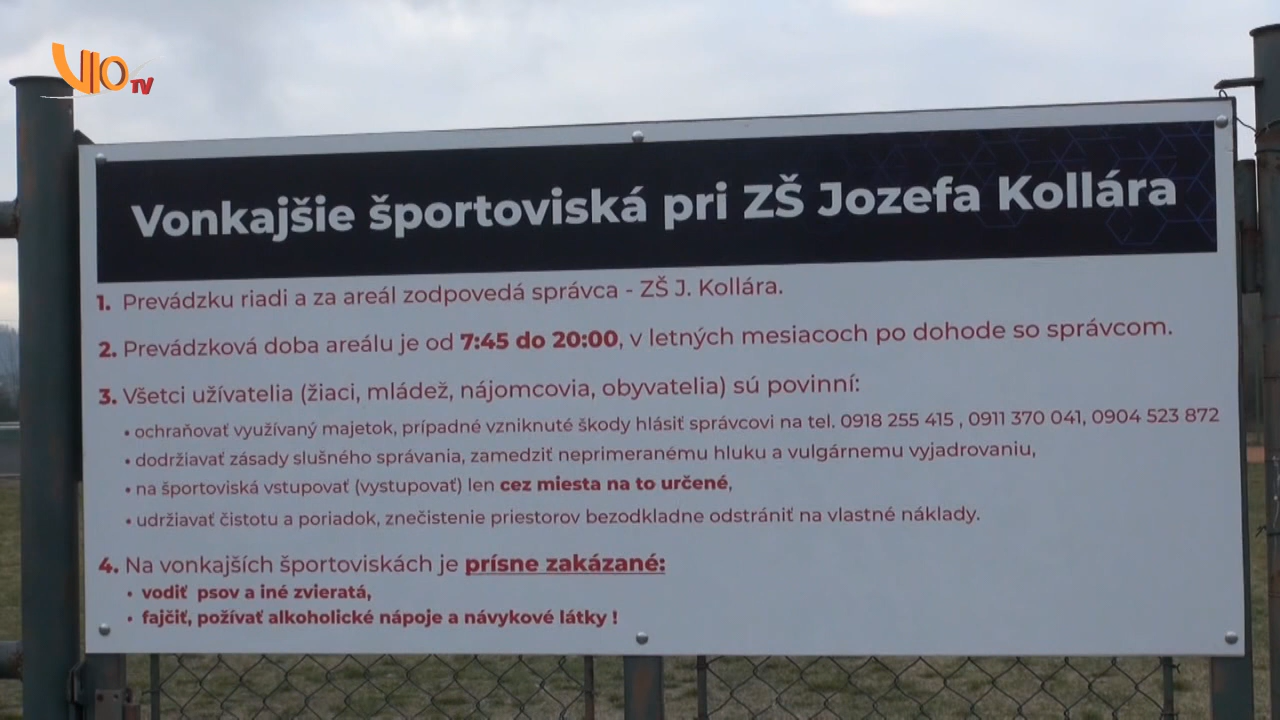 VIO TV
Vonkajšie športoviská pri ZŠ Jozefa Kollára
1. Prevádzku riadi a za areál zodpovedá správca - ZŠ J. Kollára.
2. Prevádzková doba areálu je od 7:45 do 20:00, v letných mesiacoch po dohode so správcom.
3. Všetci užívatelia (žiaci, mládež, nájomcovia, obyvatelia) sú povinní:
• ochraňovať využívaný majetok, prípadné vzniknuté škody hlásiť správcovi na tel. 0918 255 415 , 0911 370 041, 0904 523 872
• dodržiavať zásady slušného správania, zamedziť neprimeranému hluku a vulgárnemu vyjadrovaniu,
• na športoviská vstupovať (vystupovať) len cez miesta na to určené,
• udržiavať čistotu a poriadok, znečistenie priestorov bezodkladne odstrániť na vlastné náklady.
4. Na vonkajších športoviskách je prísne zakázané:
• vodiť psov a iné zvieratá,
• fajčiť, požívať alkoholické nápoje a návykové látky !